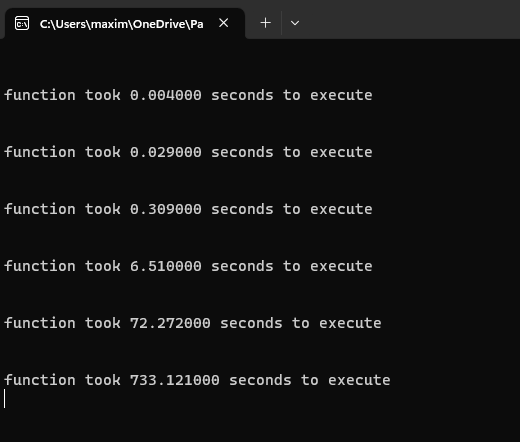 C:\Users\maxim\OneDrive\Pa
function took 0.004000 seconds to execute
function took 0.029000 seconds to execute
function took 0.309000 seconds to execute
function took 6.510000 seconds to execute
function took 72.272000 seconds to execute
function took 733.121000 seconds to execute